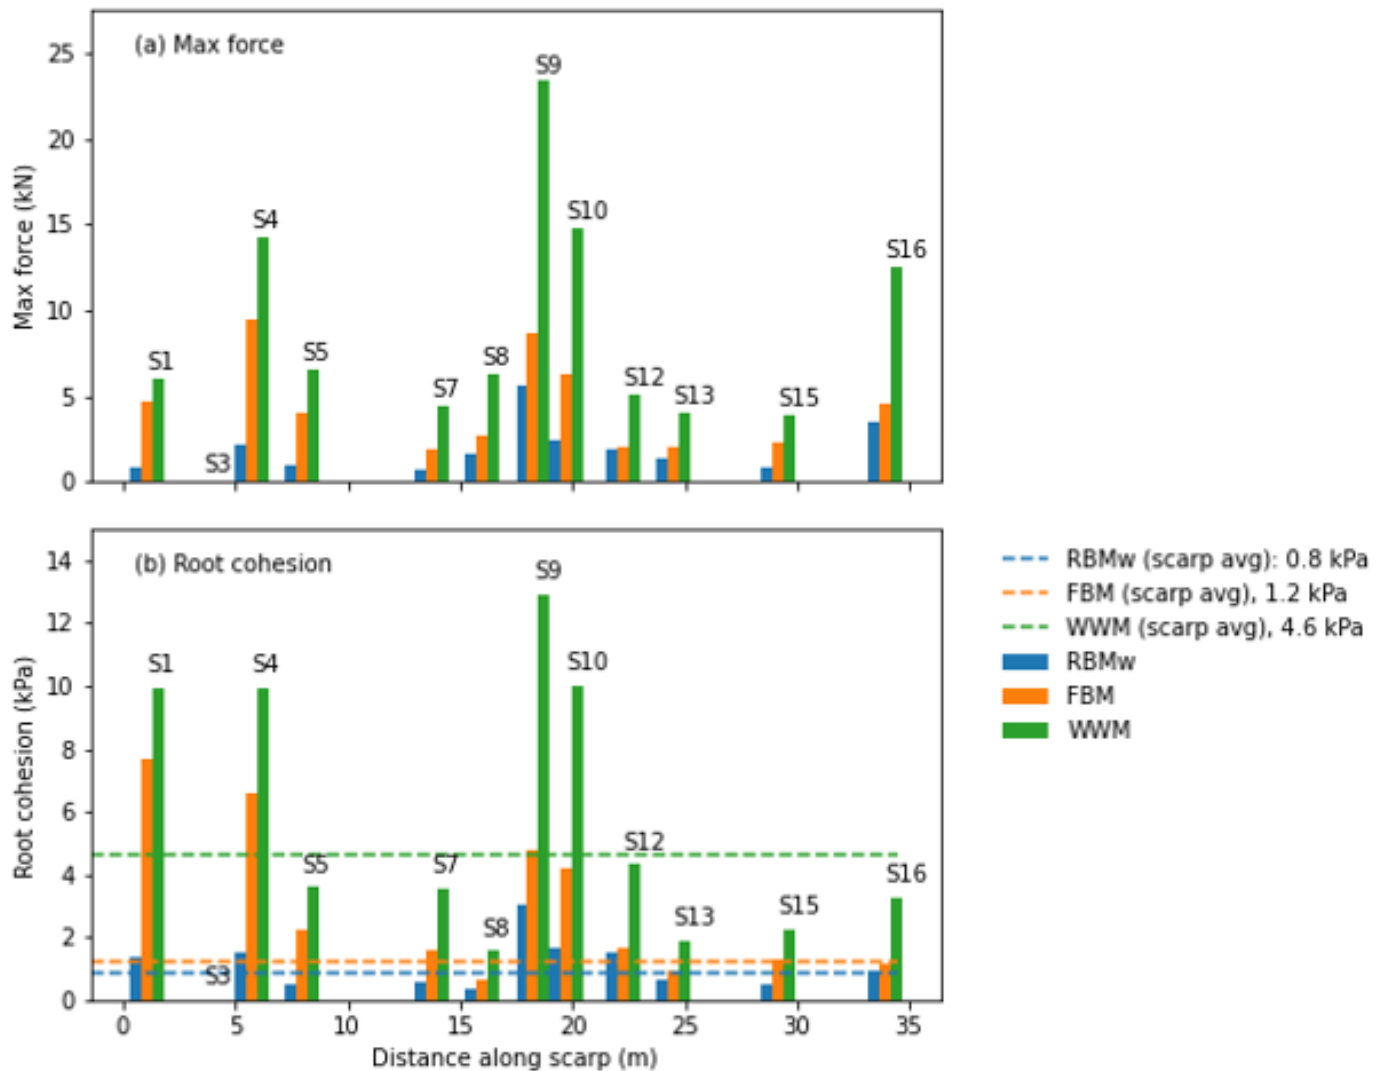 (a) Max force
Max force (kN)
25
20
15
10
5
0
S1
S3
S4
S5
S7
S8
S9
S10
S12
S13
S15
S16
(b) Root cohesion
Root cohesion (kPa)
14
12
10
8
6
4
2
0
S1
S3
S4
S5
S7
S8
S9
S10
S12
S13
S15
S16
0 5 10 15 20 25 30 35
Distance along scarp (m)
RBMw (scarp avg): 0.8 kPa
FBM (scarp avg), 1.2 kPa
WWM (scarp avg), 4.6 kPa
RBMw
FBM
WWM